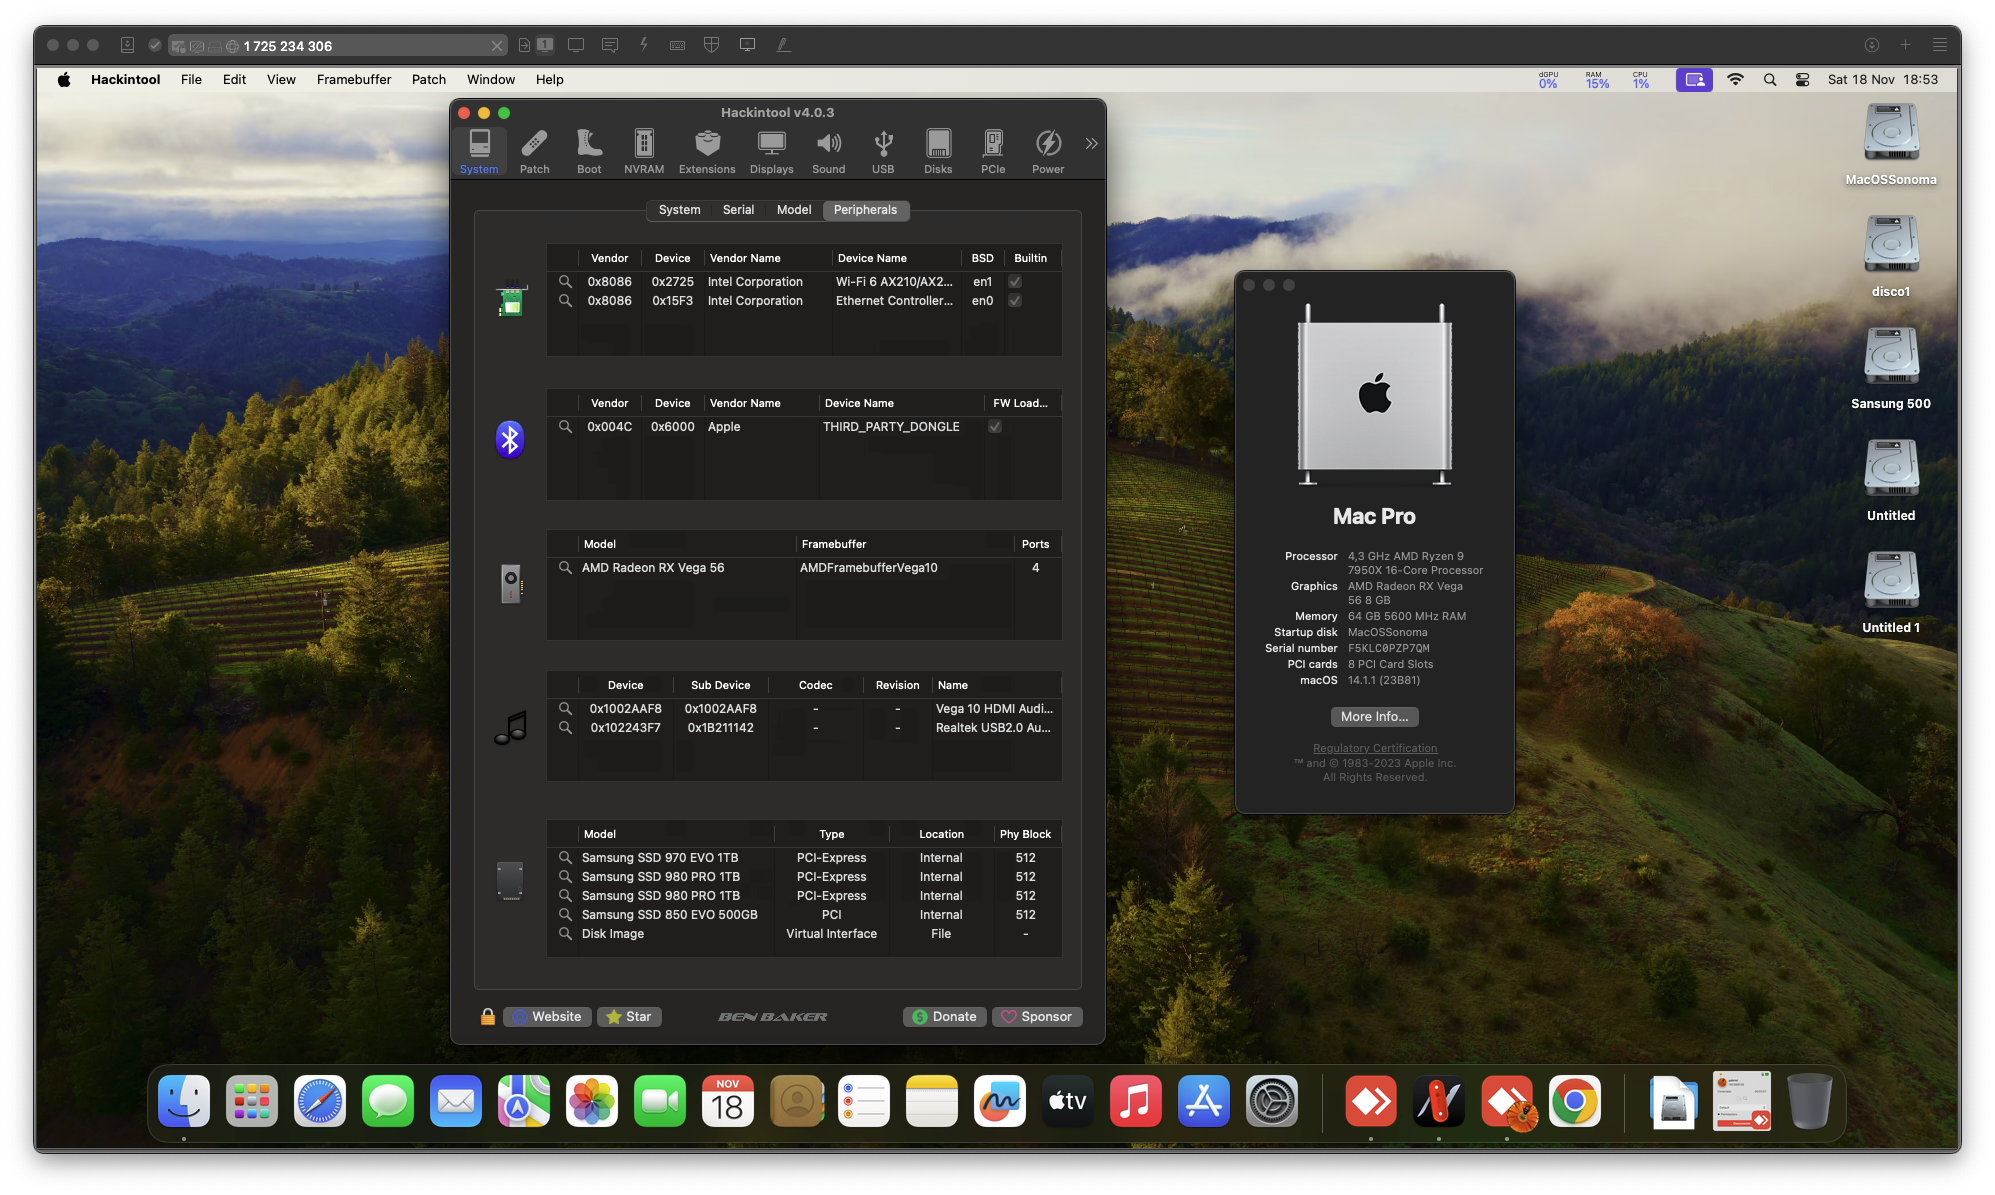 1 725 234 306
1
Hackintool File Edit View Framebuffer Patch Window Help
dGPU 0% RAM 15% CPU 1% Sat 18 Nov 18:53
Hackintool v4.0.3
System Patch Boot NVRAM Extensions Displays Sound USB Disks PCIe Power
System Serial Model Peripherals
Vendor Device Vendor Name Device Name BSD Builtin
0x8086 0x2725 Intel Corporation Wi-Fi 6 AX210/AX2... en1
0x8086 0x15F3 Intel Corporation Ethernet Controller... en0
Vendor Device Vendor Name Device Name FW Load...
0x004C 0x6000 Apple THIRD_PARTY_DONGLE
Model Framebuffer Ports
AMD Radeon RX Vega 56 AMDFramebufferVega10 4
Device Sub Device Codec Revision Name
0x1002AAF8 0x1002AAF8 - - Vega 10 HDMI Audi...
0x102243F7 0x1B211142 - - Realtek USB2.0 Au...
Model Type Location Phy Block
Samsung SSD 970 EVO 1TB PCI-Express Internal 512
Samsung SSD 980 PRO 1TB PCI-Express Internal 512
Samsung SSD 980 PRO 1TB PCI-Express Internal 512
Samsung SSD 850 EVO 500GB PCI Internal 512
Disk Image Virtual Interface File -
Website Star BEN BAKER Donate Sponsor
Mac Pro
Processor 4,3 GHz AMD Ryzen 9
7950X 16-Core Processor
Graphics AMD Radeon RX Vega
56 8 GB
Memory 64 GB 5600 MHz RAM
Startup disk MacOSSonoma
Serial number F5KLC0PZP7QM
PCI cards 8 PCI Card Slots
macOS 14.1.1 (23B81)
More Info...
Regulatory Certification
™ and © 1983-2023 Apple Inc.
All Rights Reserved.
MacOSSonoma
disco1
Sansung 500
Untitled
Untitled 1
NOV
18
tv